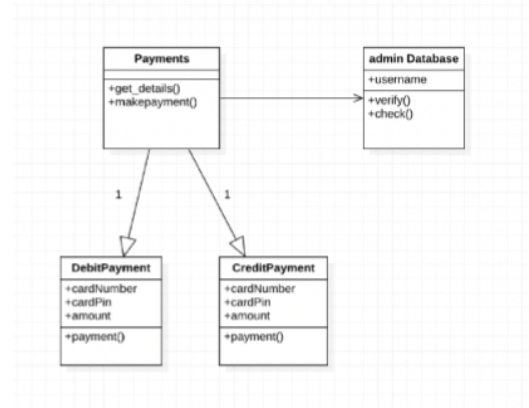 Payments
+get_details()
+makepayment()
admin Database
+username
+verify()
+check()
1
1
DebitPayment
+cardNumber
+cardPin
+amount
+payment()
CreditPayment
+cardNumber
+cardPin
+amount
+payment()